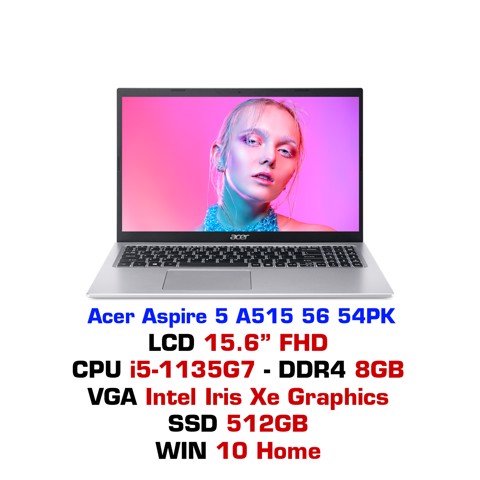 acer
Acer Aspire 5 A515 56 54PK
LCD 15.6” FHD
CPU i5-1135G7 - DDR4 8GB
VGA Intel Iris Xe Graphics
SSD 512GB
WIN 10 Home